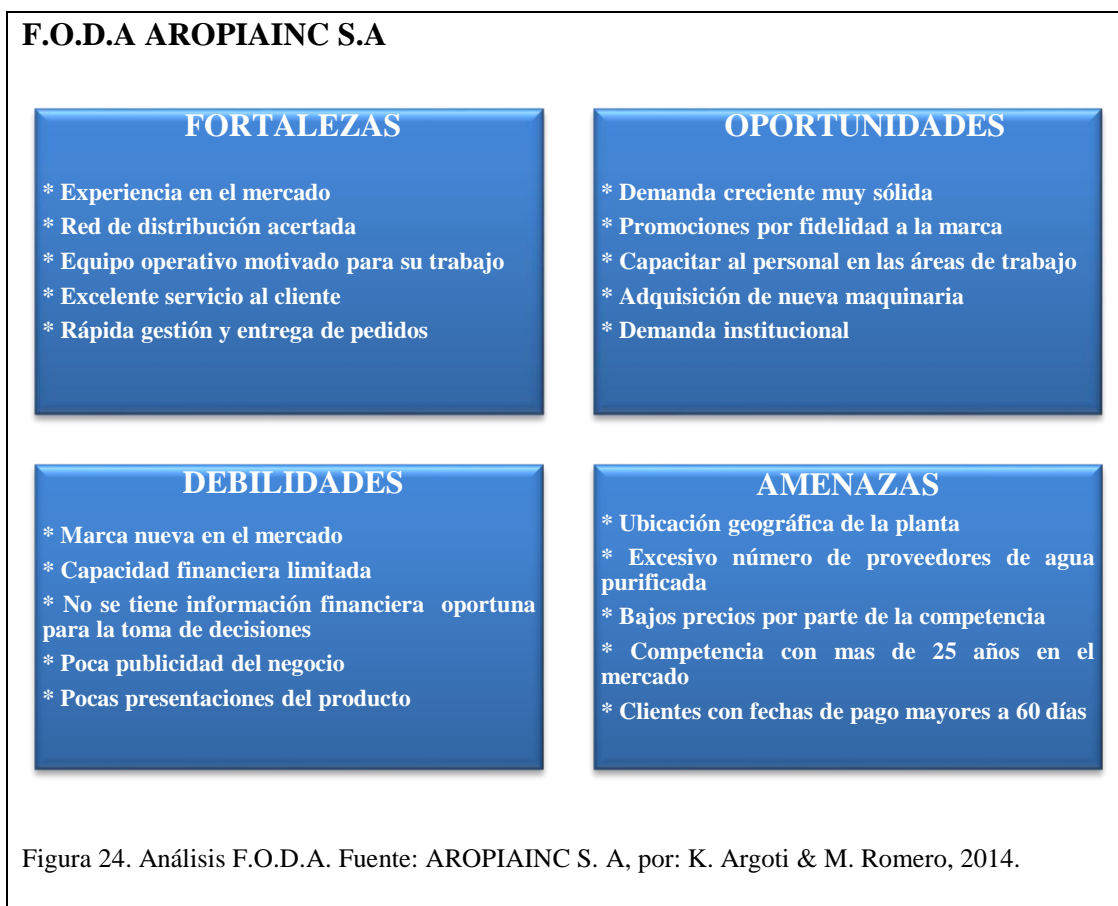 F.O.D.A AROPIAINC S.A
FORTALEZAS
* Experiencia en el mercado
* Red de distribución acertada
* Equipo operativo motivado para su trabajo
* Excelente servicio al cliente
* Rápida gestión y entrega de pedidos
OPORTUNIDADES
* Demanda creciente muy sólida
* Promociones por fidelidad a la marca
* Capacitar al personal en las áreas de trabajo
* Adquisición de nueva maquinaria
* Demanda institucional
DEBILIDADES
* Marca nueva en el mercado
* Capacidad financiera limitada
* No se tiene información financiera oportuna
para la toma de decisiones
* Poca publicidad del negocio
* Pocas presentaciones del producto
AMENAZAS
* Ubicación geográfica de la planta
* Excesivo número de proveedores de agua
purificada
* Bajos precios por parte de la competencia
* Competencia con mas de 25 años en el
mercado
* Clientes con fechas de pago mayores a 60 días
Figura 24. Análisis F.O.D.A. Fuente: AROPIAINC S. A, por: K. Argoti & M. Romero, 2014.